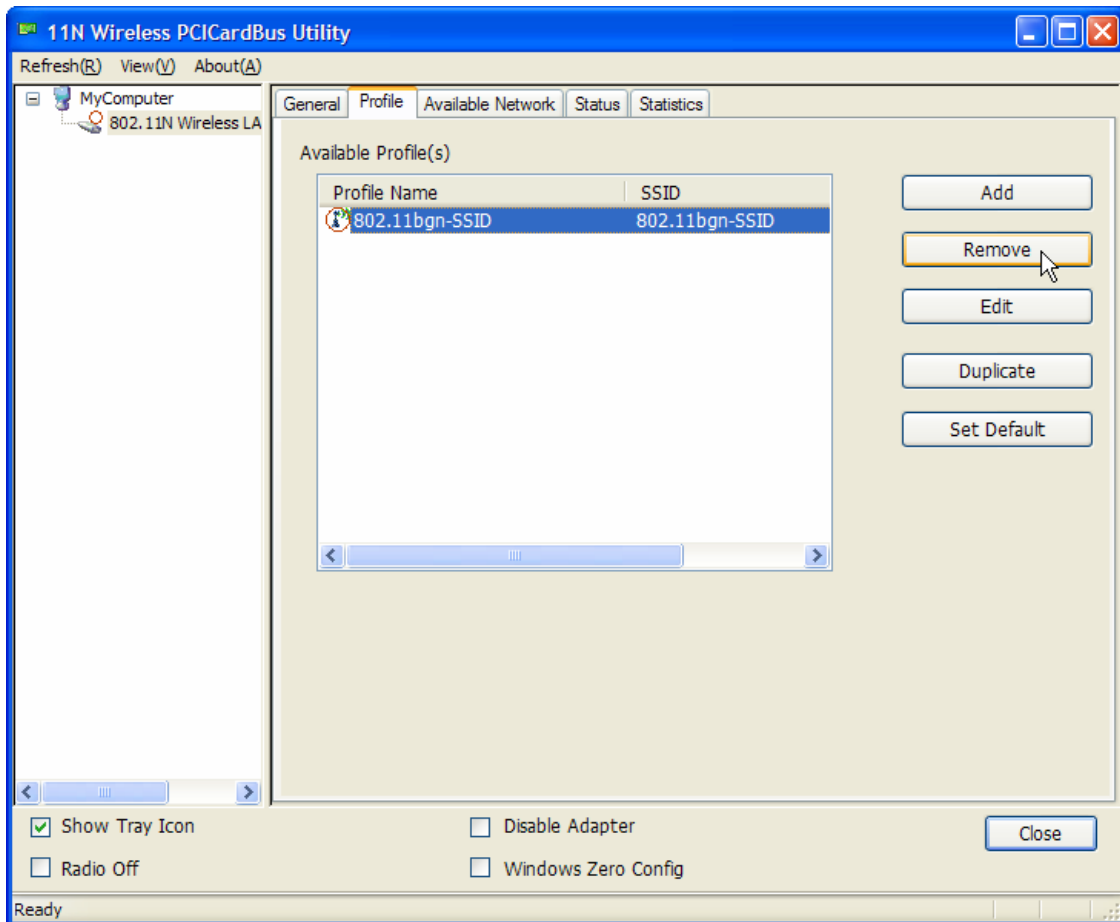 11N Wireless PCICardBus Utility
Refresh(R) View(V) About(A)
MyComputer
802.11N Wireless LA
General Profile Available Network Status Statistics
Available Profile(s)
Profile Name SSID
802.11bgn-SSID 802.11bgn-SSID
Add
Remove
Edit
Duplicate
Set Default
Show Tray Icon Disable Adapter
Radio Off Windows Zero Config
Close
Ready